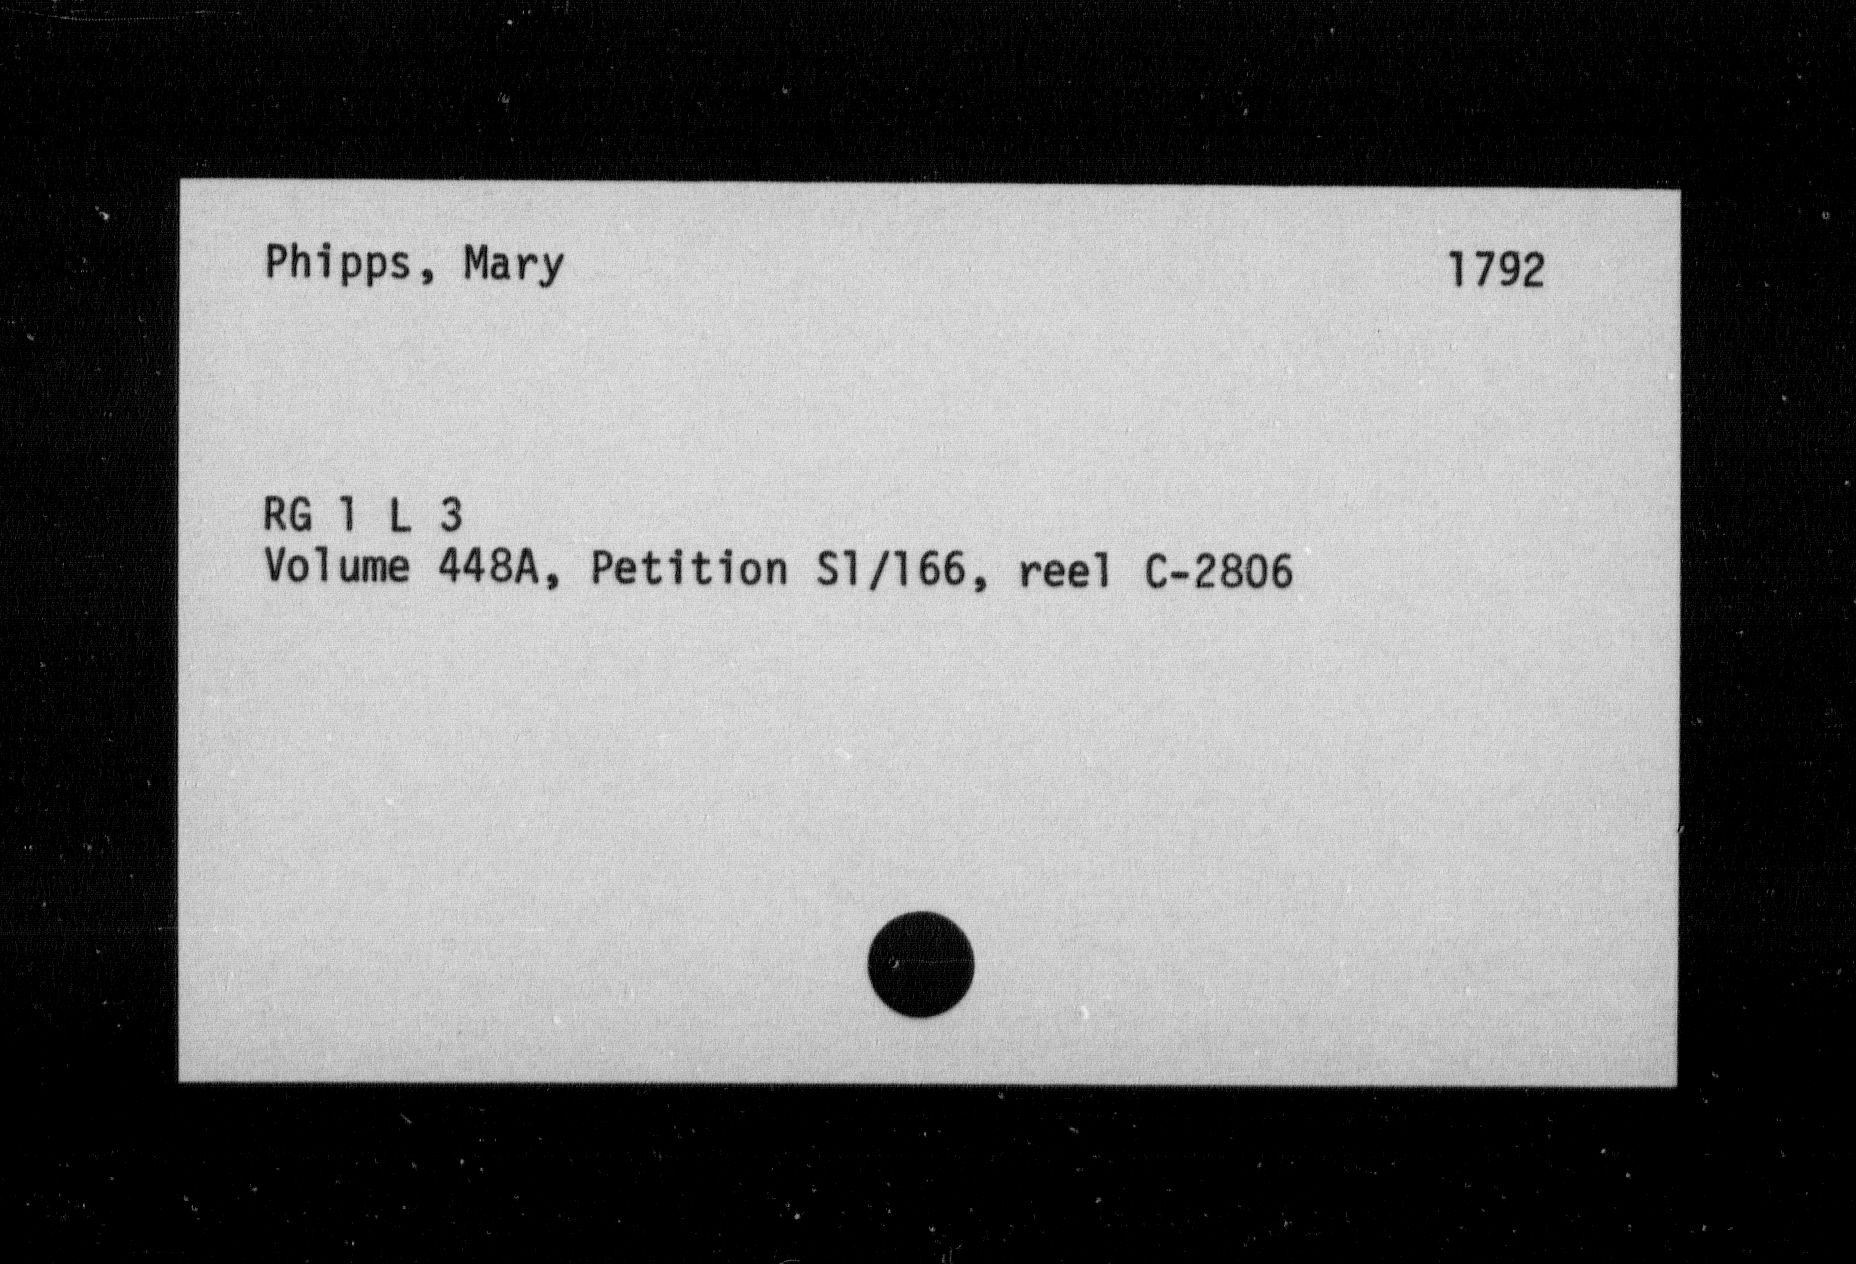 Phipps, Mary 1792
RG 1 L 3
Volume 448A, Petition S1/166, reel C-2806